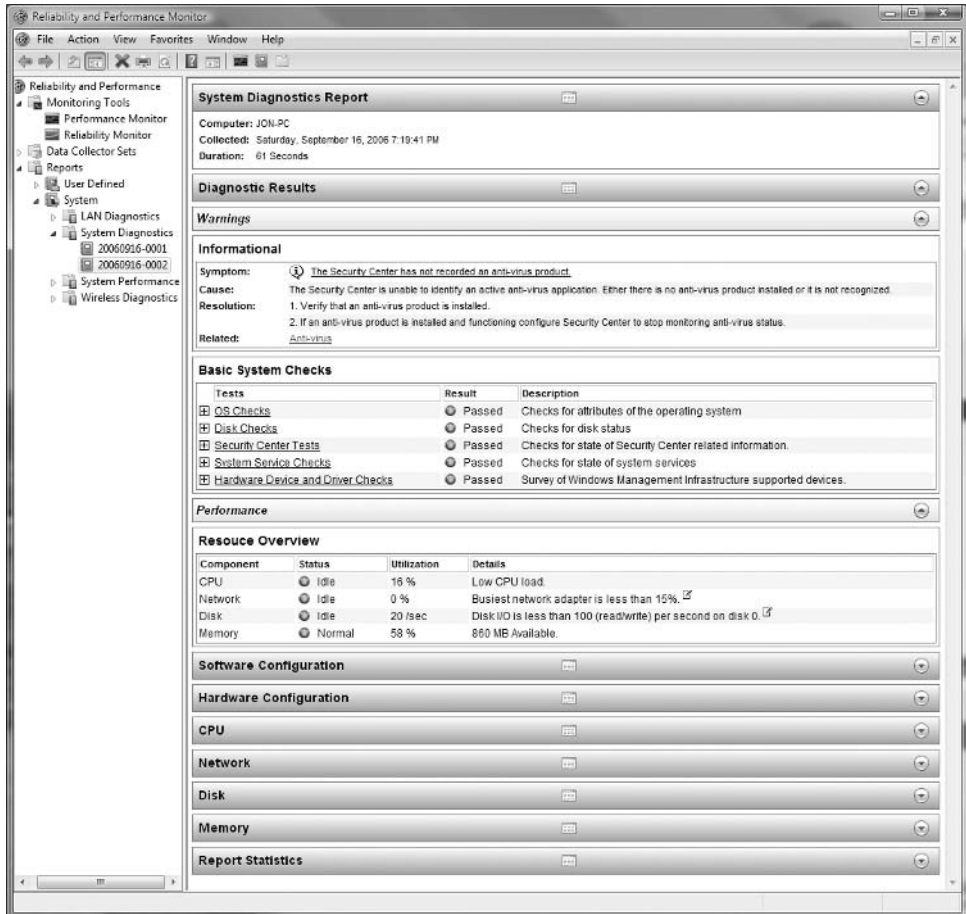 Reliability and Performance Monitor
File Action View Favorites Window Help
Reliability and Performance
Monitoring Tools
Performance Monitor
Reliability Monitor
Data Collector Sets
Reports
User Defined
System
LAN Diagnostics
System Diagnostics
20060916-0001
20060916-0002
System Performance
Wireless Diagnostics
System Diagnostics Report
Computer: JON-PC
Collected: Saturday, September 16, 2006 7:19:41 PM
Duration: 61 Seconds
Diagnostic Results
Warnings
Informational
Symptom: The Security Center has not recorded an anti-virus product.
Cause: The Security Center is unable to identify an active anti-virus application. Either there is no anti-virus product installed or it is not recognized.
Resolution: 1. Verify that an anti-virus product is installed.
2. If an anti-virus product is installed and functioning configure Security Center to stop monitoring anti-virus status.
Related: Anti-virus
Basic System Checks
Tests Result Description
OS Checks Passed Checks for attributes of the operating system
Disk Checks Passed Checks for disk status
Security Center Tests Passed Checks for state of Security Center related information.
System Service Checks Passed Checks for state of system services
Hardware Device and Driver Checks Passed Survey of Windows Management Infrastructure supported devices.
Performance
Resouce Overview
Component Status Utilization Details
CPU Idle 16 % Low CPU load.
Network Idle 0 % Busiest network adapter is less than 15%.
Disk Idle 20 /sec Disk I/O is less than 100 (read/write) per second on disk 0.
Memory Normal 58 % 860 MB Available.
Software Configuration
Hardware Configuration
CPU
Network
Disk
Memory
Report Statistics